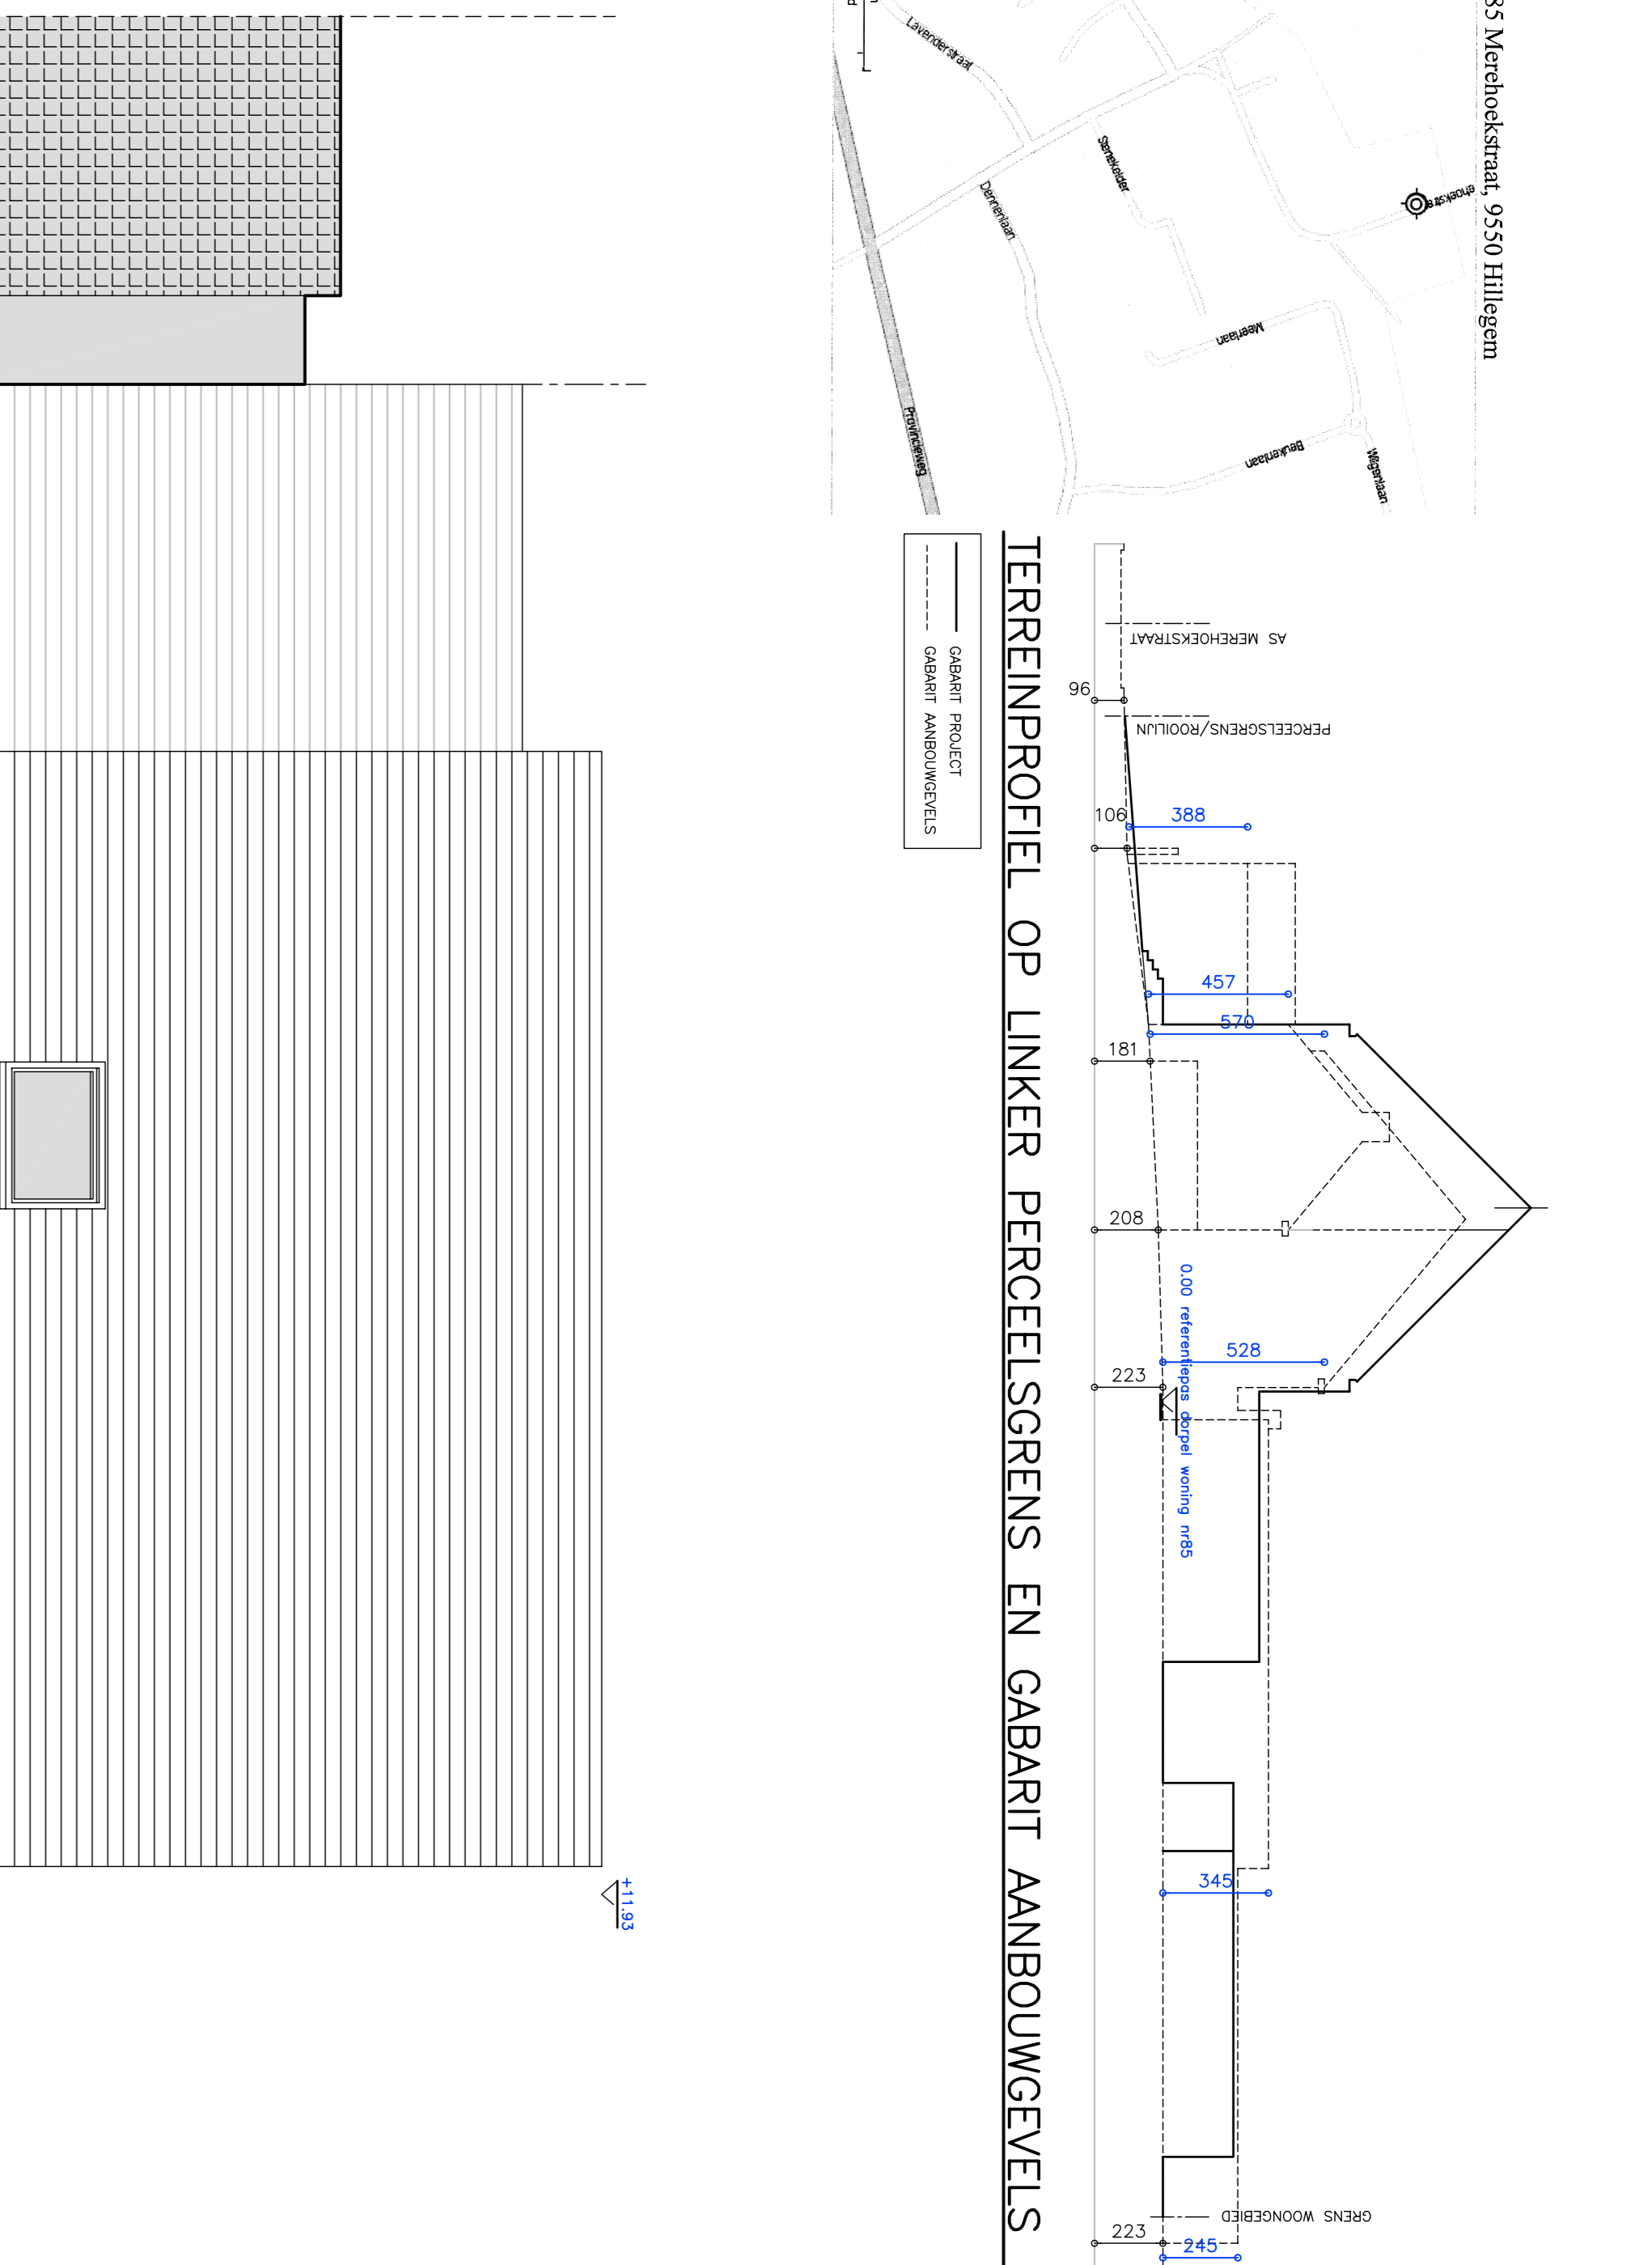 85 Merehoekstraat, 9550 Hillegem
Lavenderstraat
Stenekelder
Dennenlaan
Meerlaan
Beukenlaan
Wilgenlaan
Provincieweg
TERREINPROFIEL OP LINKER PERCEELSGRENS EN GABARIT AANBOUWGEVELS
GABARIT PROJECT
GABARIT AANBOUWGEVELS
AS MEREHOEKSTRAAT
PERCEELSGRENS/ROOILIJN
96
106
388
457
570
181
208
0.00 referentiepas dorpel woning nr85
528
223
345
GRENS WOONGEBIED
223
245
+11.93